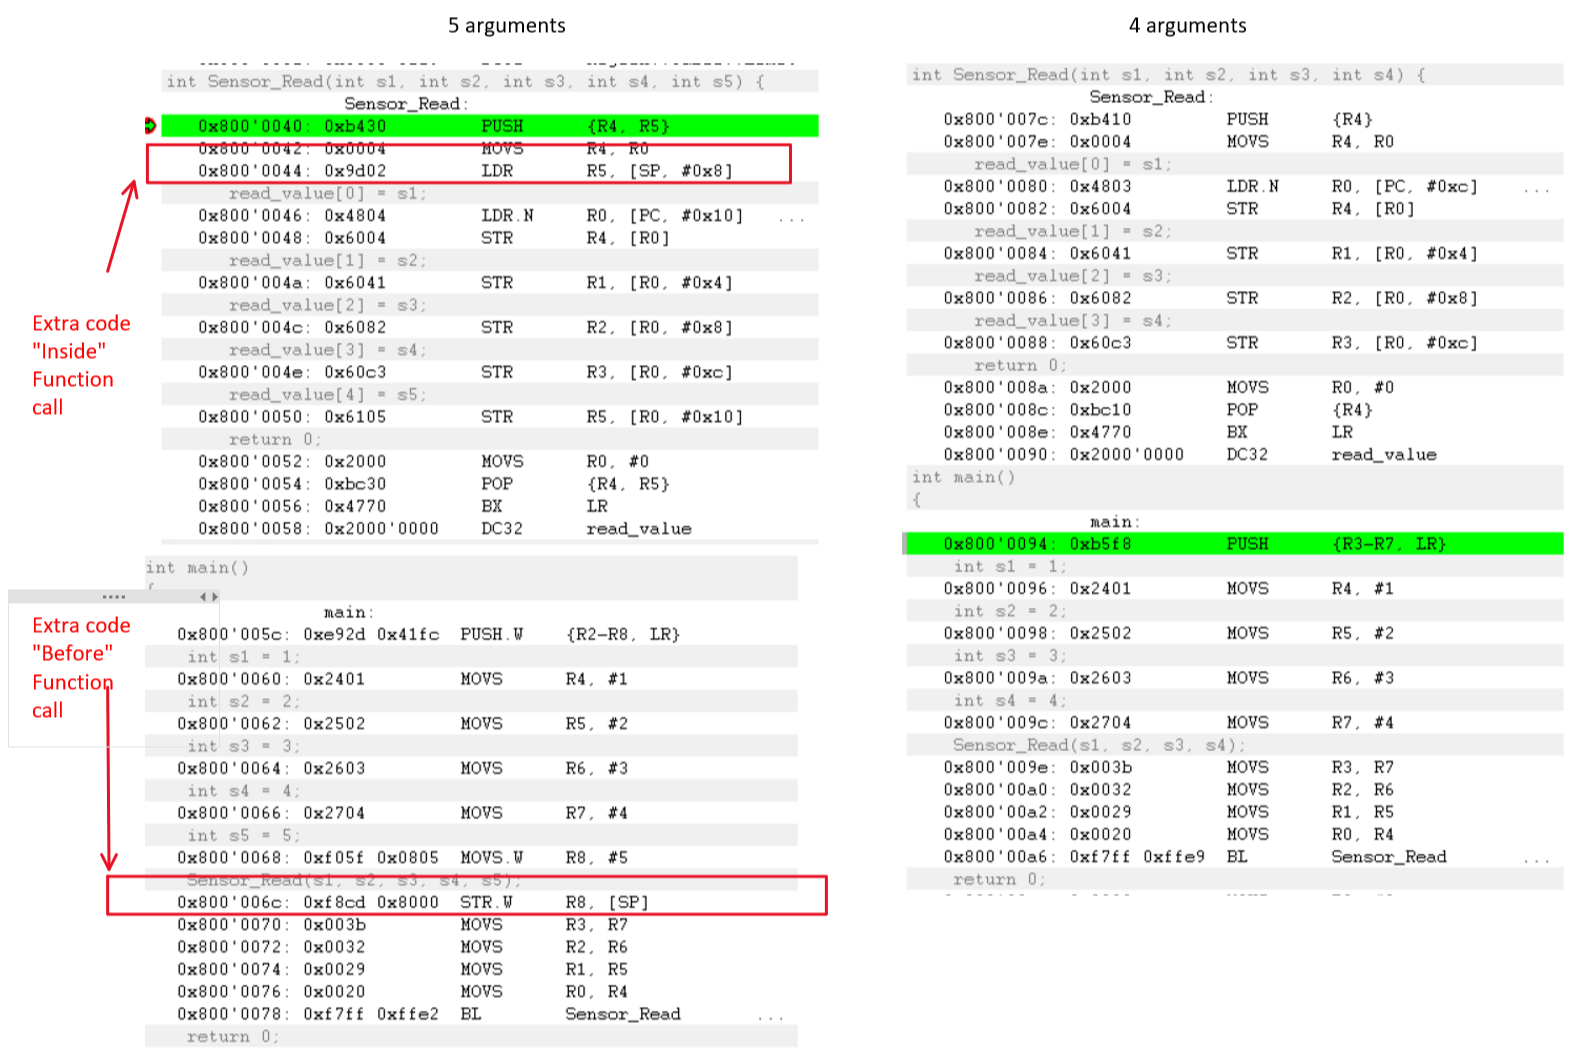 5 arguments
int Sensor_Read(int s1, int s2, int s3, int s4, int s5) {
Sensor_Read:
0x800'0040: 0xb430 PUSH {R4, R5}
0x800'0042: 0x0004 MOVS R4, R0
0x800'0044: 0x9d02 LDR R5, [SP, #0x8]
read_value[0] = s1;
0x800'0046: 0x4804 LDR.N R0, [PC, #0x10] ...
0x800'0048: 0x6004 STR R4, [R0]
read_value[1] = s2;
0x800'004a: 0x6041 STR R1, [R0, #0x4]
read_value[2] = s3;
0x800'004c: 0x6082 STR R2, [R0, #0x8]
read_value[3] = s4;
0x800'004e: 0x60c3 STR R3, [R0, #0xc]
read_value[4] = s5;
0x800'0050: 0x6105 STR R5, [R0, #0x10]
return 0;
0x800'0052: 0x2000 MOVS R0, #0
0x800'0054: 0xbc30 POP {R4, R5}
0x800'0056: 0x4770 BX LR
0x800'0058: 0x2000'0000 DC32 read_value
Extra code
"Inside"
Function
call
int main()
{
main:
0x800'005c: 0xe92d 0x41fc PUSH.W {R2-R8, LR}
int s1 = 1;
0x800'0060: 0x2401 MOVS R4, #1
int s2 = 2;
0x800'0062: 0x2502 MOVS R5, #2
int s3 = 3;
0x800'0064: 0x2603 MOVS R6, #3
int s4 = 4;
0x800'0066: 0x2704 MOVS R7, #4
int s5 = 5;
0x800'0068: 0xf05f 0x0805 MOVS.W R8, #5
Sensor_Read(s1, s2, s3, s4, s5);
0x800'006c: 0xf8cd 0x8000 STR.W R8, [SP]
0x800'0070: 0x003b MOVS R3, R7
0x800'0072: 0x0032 MOVS R2, R6
0x800'0074: 0x0029 MOVS R1, R5
0x800'0076: 0x0020 MOVS R0, R4
0x800'0078: 0xf7ff 0xffe2 BL Sensor_Read ...
return 0;
Extra code
"Before"
Function
call
4 arguments
int Sensor_Read(int s1, int s2, int s3, int s4) {
Sensor_Read:
0x800'007c: 0xb410 PUSH {R4}
0x800'007e: 0x0004 MOVS R4, R0
read_value[0] = s1;
0x800'0080: 0x4803 LDR.N R0, [PC, #0xc] ...
0x800'0082: 0x6004 STR R4, [R0]
read_value[1] = s2;
0x800'0084: 0x6041 STR R1, [R0, #0x4]
read_value[2] = s3;
0x800'0086: 0x6082 STR R2, [R0, #0x8]
read_value[3] = s4;
0x800'0088: 0x60c3 STR R3, [R0, #0xc]
return 0;
0x800'008a: 0x2000 MOVS R0, #0
0x800'008c: 0xbc10 POP {R4}
0x800'008e: 0x4770 BX LR
0x800'0090: 0x2000'0000 DC32 read_value
int main()
{
main:
0x800'0094: 0xb5f8 PUSH {R3-R7, LR}
int s1 = 1;
0x800'0096: 0x2401 MOVS R4, #1
int s2 = 2;
0x800'0098: 0x2502 MOVS R5, #2
int s3 = 3;
0x800'009a: 0x2603 MOVS R6, #3
int s4 = 4;
0x800'009c: 0x2704 MOVS R7, #4
Sensor_Read(s1, s2, s3, s4);
0x800'009e: 0x003b MOVS R3, R7
0x800'00a0: 0x0032 MOVS R2, R6
0x800'00a2: 0x0029 MOVS R1, R5
0x800'00a4: 0x0020 MOVS R0, R4
0x800'00a6: 0xf7ff 0xffe9 BL Sensor_Read ...
return 0;